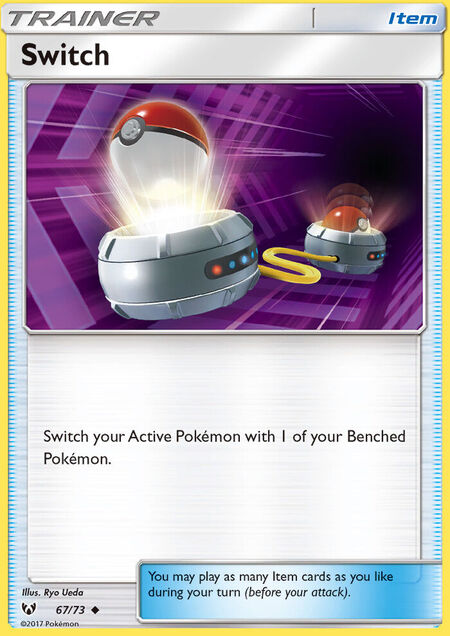 TRAINER Item
Switch
Switch your Active Pokémon with 1 of your Benched
Pokémon.
Illus. Ryo Ueda
67/73 ◆
©2017 Pokémon
You may play as many Item cards as you like
during your turn (before your attack).